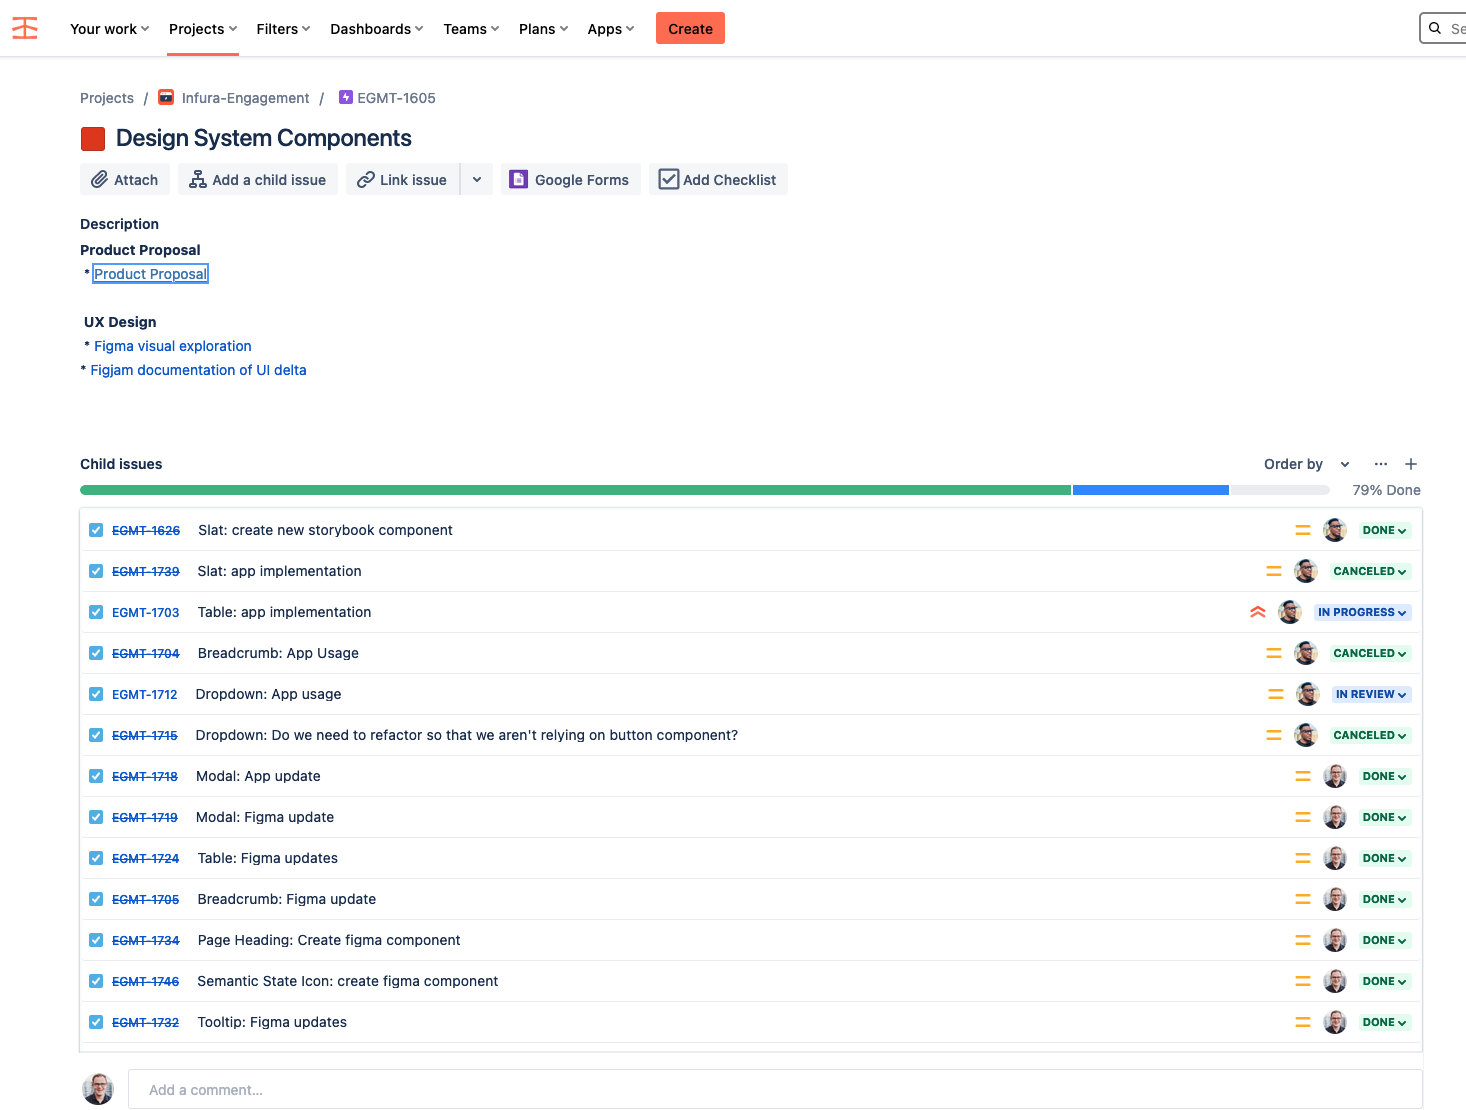 Your work Projects Filters Dashboards Teams Plans Apps Create Se
Projects / Infura-Engagement / EGMT-1605
Design System Components
Attach Add a child issue Link issue Google Forms Add Checklist
Description
Product Proposal
* Product Proposal
UX Design
* Figma visual exploration
* Figjam documentation of UI delta
Child issues Order by
79% Done
EGMT-1626 Slat: create new storybook component DONE
EGMT-1739 Slat: app implementation CANCELED
EGMT-1703 Table: app implementation IN PROGRESS
EGMT-1704 Breadcrumb: App Usage CANCELED
EGMT-1712 Dropdown: App usage IN REVIEW
EGMT-1715 Dropdown: Do we need to refactor so that we aren't relying on button component? CANCELED
EGMT-1718 Modal: App update DONE
EGMT-1719 Modal: Figma update DONE
EGMT-1724 Table: Figma updates DONE
EGMT-1705 Breadcrumb: Figma update DONE
EGMT-1734 Page Heading: Create figma component DONE
EGMT-1746 Semantic State Icon: create figma component DONE
EGMT-1732 Tooltip: Figma updates DONE
Add a comment...